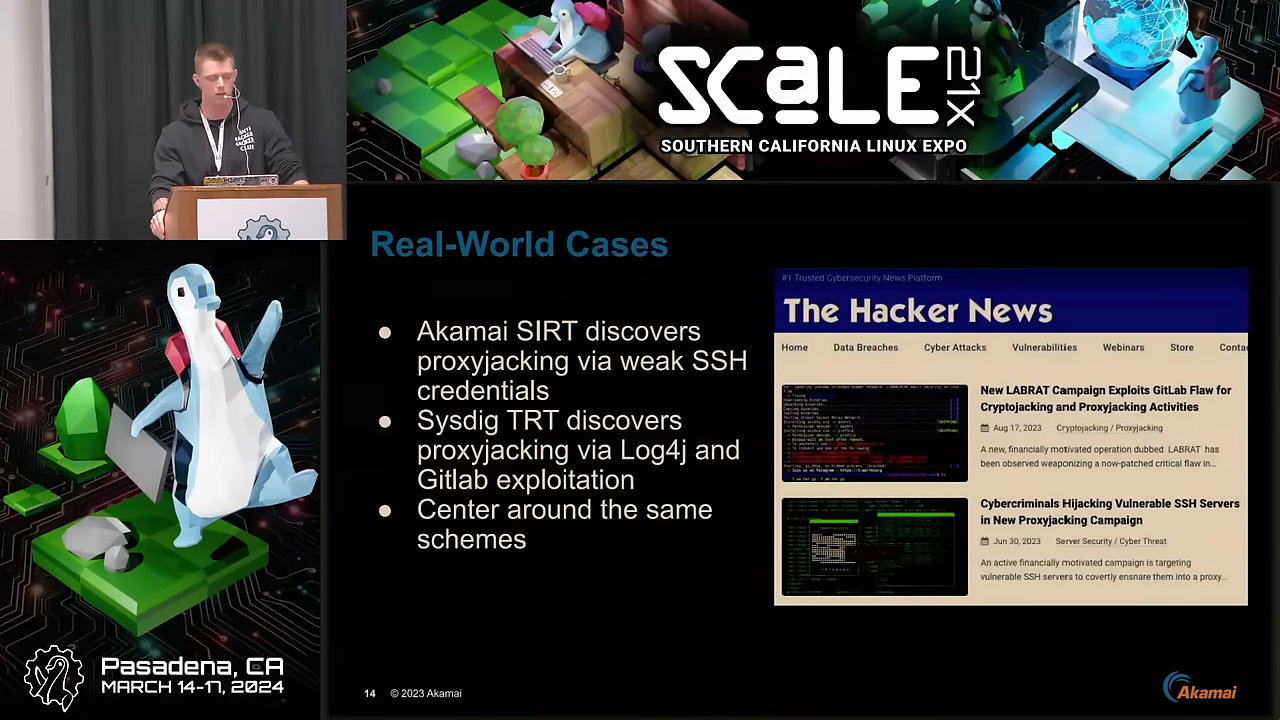 ANTI
HACKER
HACKER
CLUB
SCaLE 21X
SOUTHERN CALIFORNIA LINUX EXPO
Real-World Cases
● Akamai SIRT discovers
proxyjacking via weak SSH
credentials
● Sysdig TRT discovers
proxyjacking via Log4j and
Gitlab exploitation
● Center around the same
schemes
#1 Trusted Cybersecurity News Platform
The Hacker News
Home Data Breaches Cyber Attacks Vulnerabilities Webinars Store Contac
New LABRAT Campaign Exploits GitLab Flaw for
Cryptojacking and Proxyjacking Activities
Aug 17, 2023 Cryptojacking / Proxyjacking
A new, financially motivated operation dubbed LABRAT has
been observed weaponizing a now-patched critical flaw in...
Cybercriminals Hijacking Vulnerable SSH Servers
in New Proxyjacking Campaign
Jun 30, 2023 Server Security / Cyber Threat
An active financially motivated campaign is targeting
vulnerable SSH servers to covertly ensnare them into a proxy...
Pasadena, CA
MARCH 14-17, 2024
14 © 2023 Akamai
Akamai